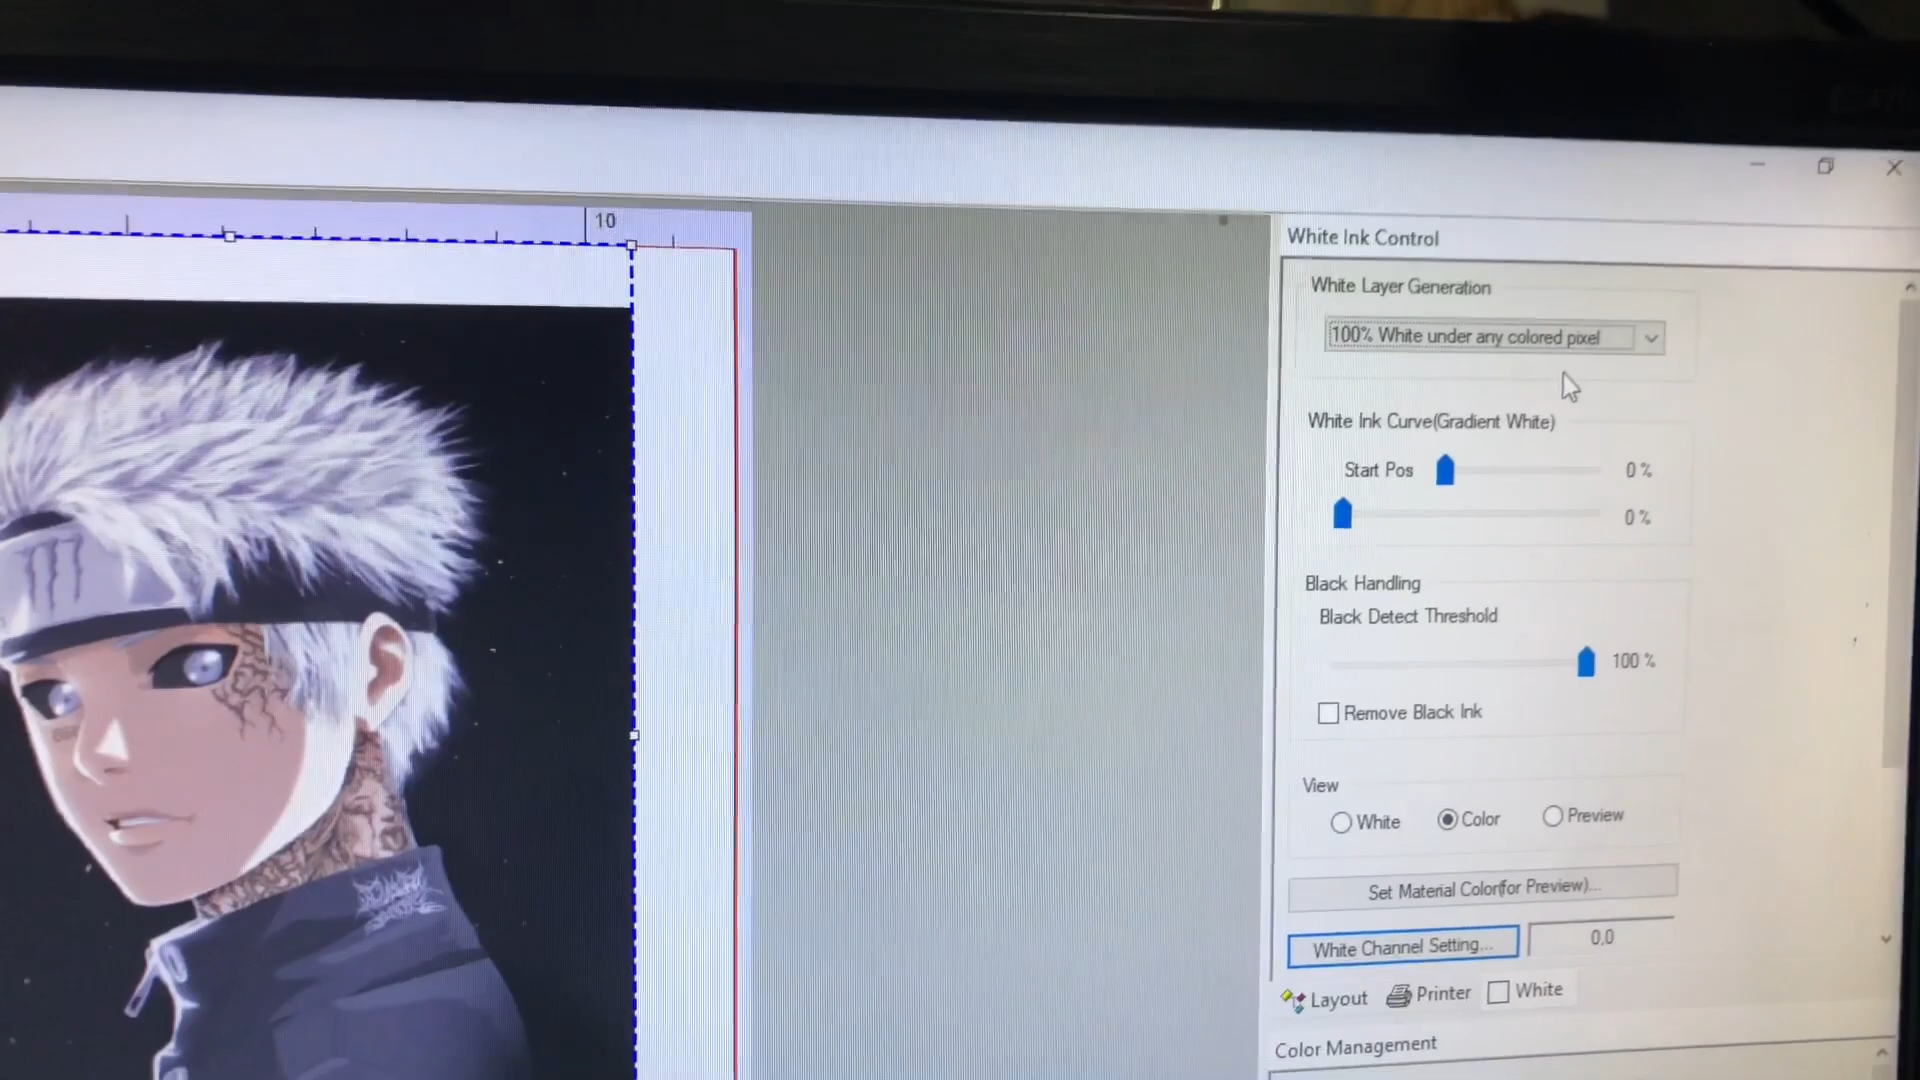 10
White Ink Control
White Layer Generation
100% White under any colored pixel
White Ink Curve(Gradient White)
Start Pos 0 %
0 %
Black Handling
Black Detect Threshold
100 %
Remove Black Ink
View
White Color Preview
Set Material Color(for Preview)...
White Channel Setting... 0,0
Layout Printer White
Color Management